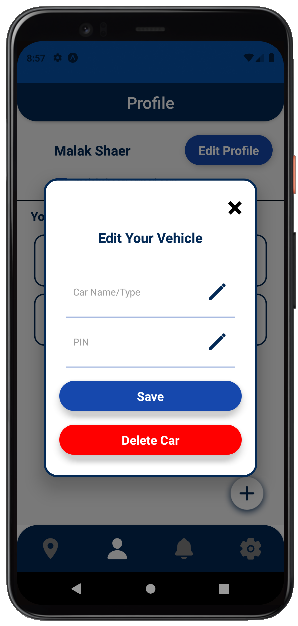 8:57
Profile
Malak Shaer
Edit Profile
Yo
Edit Your Vehicle
Car Name/Type
PIN
Save
Delete Car